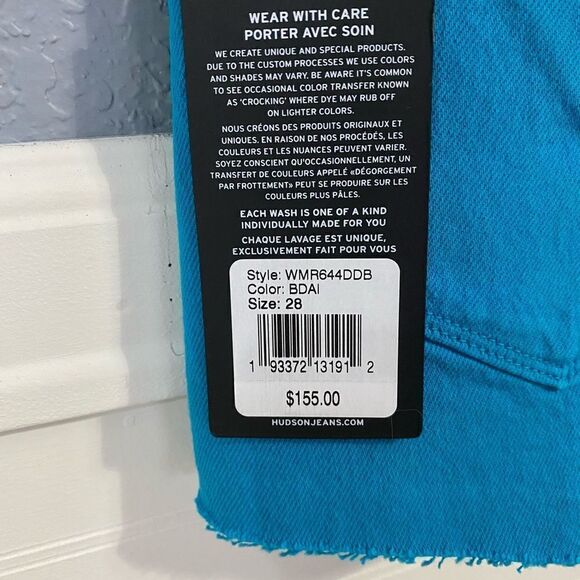 WEAR WITH CARE
PORTER AVEC SOIN
WE CREATE UNIQUE AND SPECIAL PRODUCTS.
DUE TO THE CUSTOM PROCESSES WE USE COLORS
AND SHADES MAY VARY. BE AWARE IT'S COMMON
TO SEE OCCASIONAL COLOR TRANSFER KNOWN
AS 'CROCKING' WHERE DYE MAY RUB OFF
ON LIGHTER COLORS.
NOUS CRÉONS DES PRODUITS ORIGINAUX ET
UNIQUES. EN RAISON DE NOS PROCÉDÉS, LES
COULEURS ET LES NUANCES PEUVENT VARIER.
SOYEZ CONSCIENT QU'OCCASIONNELLEMENT, UN
TRANSFERT DE COULEURS APPELÉ «DÉGORGEMENT
PAR FROTTEMENT» PEUT SE PRODUIRE SUR LES
COULEURS PLUS PÂLES.
EACH WASH IS ONE OF A KIND
INDIVIDUALLY MADE FOR YOU
CHAQUE LAVAGE EST UNIQUE,
EXCLUSIVEMENT FAIT POUR VOUS
Style: WMR644DDB
Color: BDAI
Size: 28
1 93372 13191 2
$155.00
HUDSONJEANS.COM